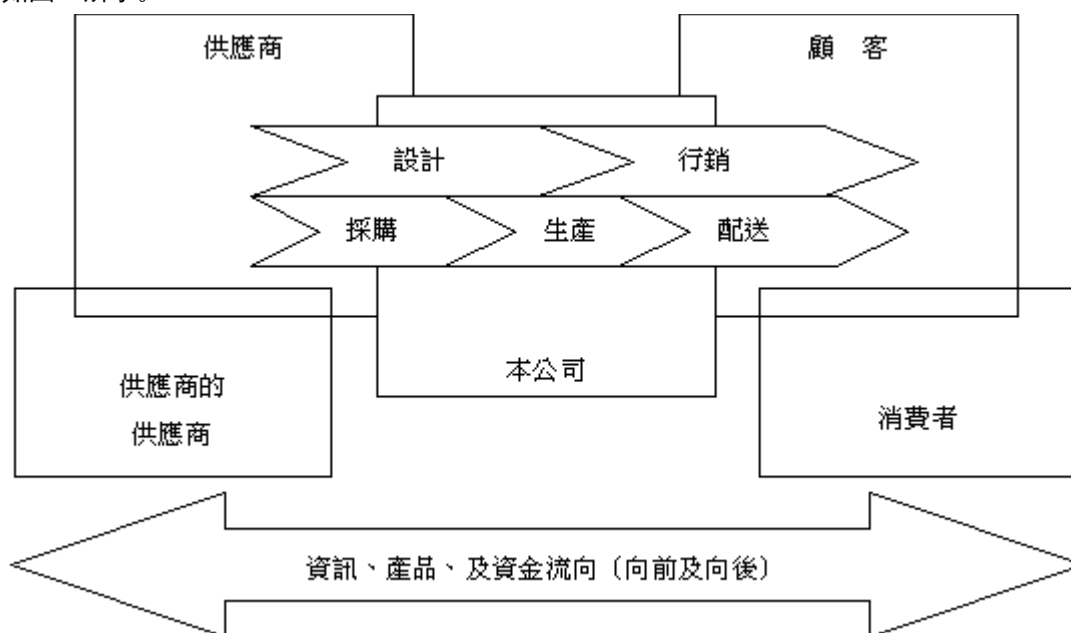 供應商
顧 客
設計
行銷
採購
生產
配送
本公司
供應商的
供應商
消費者
資訊、產品、及資金流向〔向前及向後〕